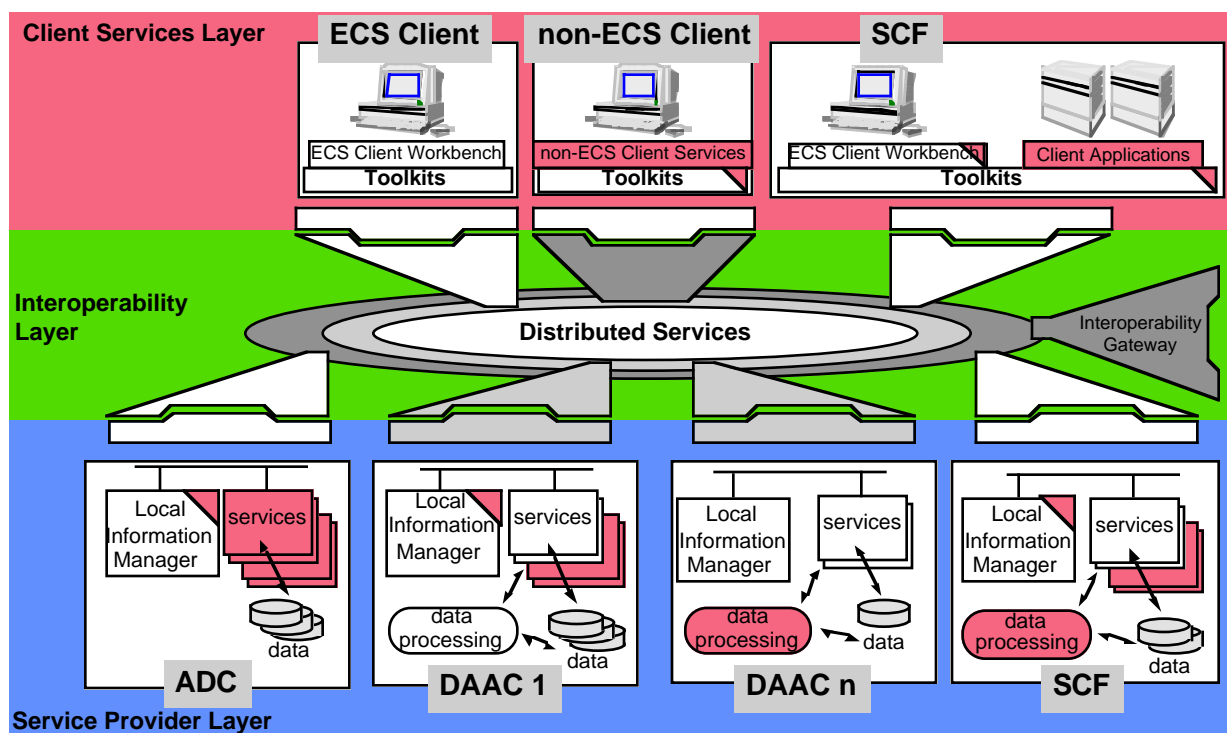 Client Services Layer
ECS Client
non-ECS Client
SCF
ECS Client Workbench
Toolkits
non-ECS Client Services
Toolkits
ECS Client Workbench
Client Applications
Toolkits
Interoperability
Layer
Distributed Services
Interoperability
Gateway
Local
Information
Manager
services
data
ADC
Local
Information
Manager
services
data
processing
data
DAAC 1
Local
Information
Manager
services
data
processing
data
DAAC n
Local
Information
Manager
services
data
processing
data
SCF
Service Provider Layer